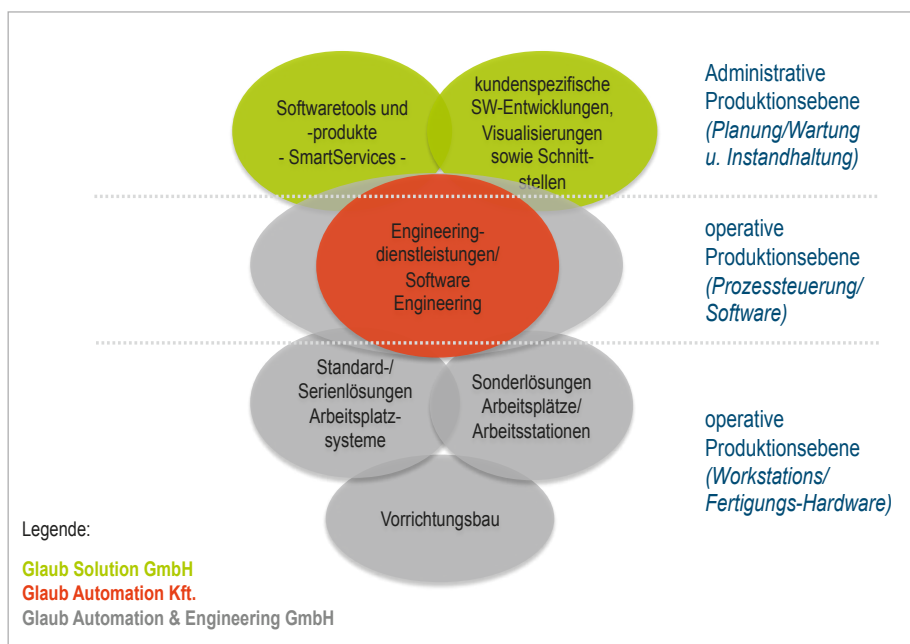 Softwaretools und
-produkte
- SmartServices -
kundenspezifische
SW-Entwicklungen,
Visualisierungen
sowie Schnitt-
stellen
Administrative
Produktionsebene
(Planung/Wartung
u. Instandhaltung)
Engineering-
dienstleistungen/
Software
Engineering
operative
Produktionsebene
(Prozessteuerung/
Software)
Standard-/
Serienlösungen
Arbeitsplatz-
systeme
Sonderlösungen
Arbeitsplätze/
Arbeitsstationen
operative
Produktionsebene
(Workstations/
Fertigungs-Hardware)
Vorrichtungsbau
Legende:
Glaub Solution GmbH
Glaub Automation Kft.
Glaub Automation & Engineering GmbH